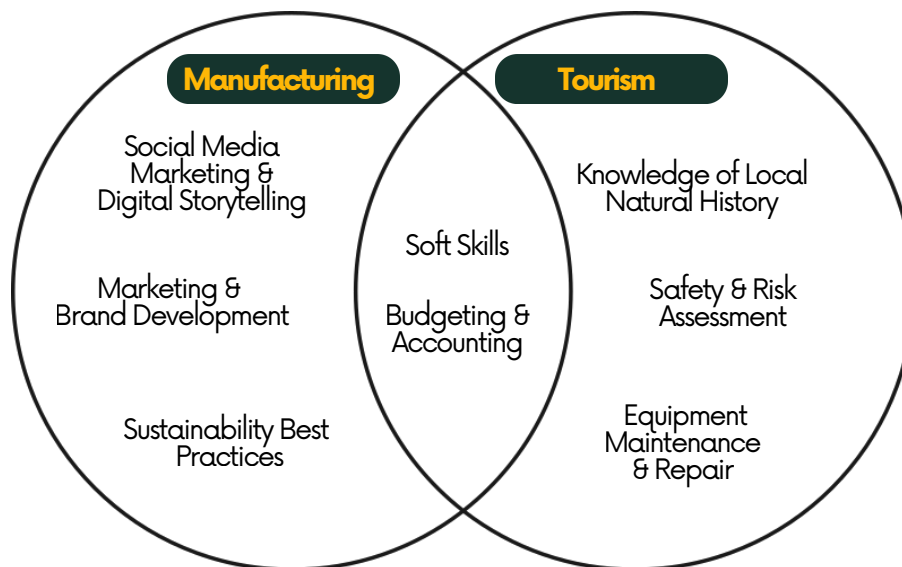 Manufacturing
Tourism
Social Media
Marketing &
Digital Storytelling
Knowledge of Local
Natural History
Soft Skills
Marketing &
Brand Development
Budgeting &
Accounting
Safety & Risk
Assessment
Sustainability Best
Practices
Equipment
Maintenance
& Repair